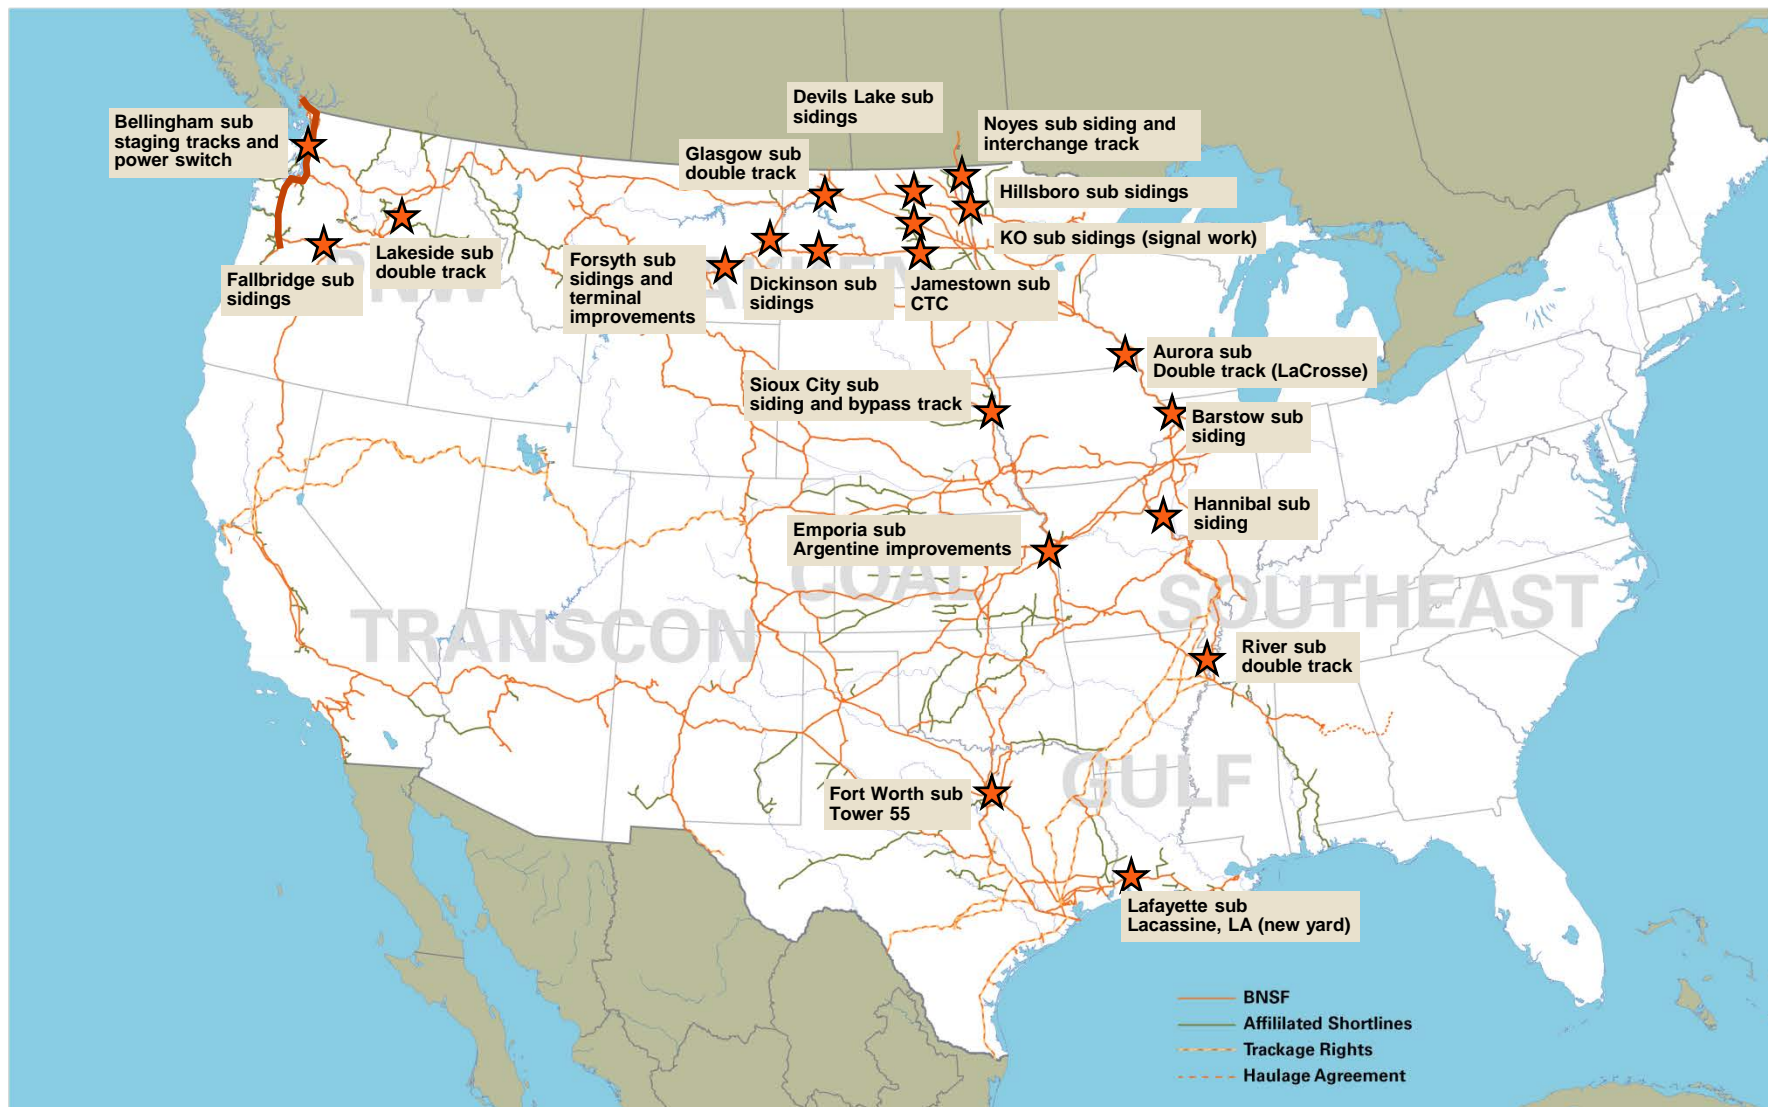 Devils Lake sub
sidings
Bellingham sub
staging tracks and
power switch
Noyes sub siding and
interchange track
Glasgow sub
double track
Hillsboro sub sidings
KO sub sidings (signal work)
Lakeside sub
double track
Fallbridge sub
sidings
Forsyth sub
sidings and
terminal
improvements
Dickinson sub
sidings
Jamestown sub
CTC
Aurora sub
Double track (LaCrosse)
Sioux City sub
siding and bypass track
Barstow sub
siding
Hannibal sub
siding
Emporia sub
Argentine improvements
COAL
SOUTHEAST
TRANSCON
River sub
double track
GULF
Fort Worth sub
Tower 55
Lafayette sub
Lacassine, LA (new yard)
BNSF
Affililated Shortlines
Trackage Rights
Haulage Agreement